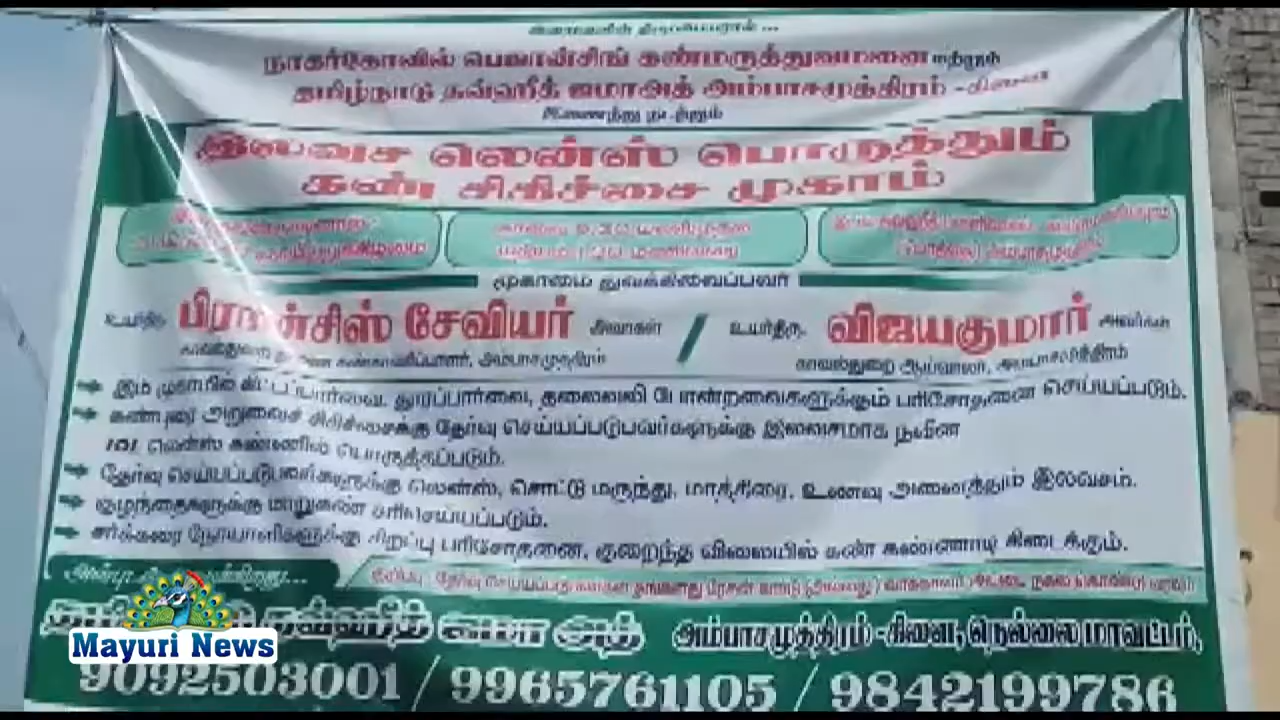 நாகர்கோவில் பெஜான்சிங் கண்மருத்துவமனை மற்றும்
தமிழ்நாடு தவ்ஹீத் ஜமாஅத் அம்பாசமுத்திரம் -கிளை
இணைந்து நடத்தும்
இலவச லென்ஸ் பொருத்தும்
கண் சிகிச்சை முகாம்
முகாமை துவக்கிவைப்பவர்
உயர்திரு. பிரான்சிஸ் சேவியர் அவர்கள் / உயர்திரு. விஜயகுமார் அவர்கள்
காவல்துறை ஆய்வாளர், அம்பாசமுத்திரம்
இம் முகாமில் கிட்டப்பார்வை, தூரப்பார்வை, தலைவலி போன்றவைகளுக்கும் பரிசோதனை செய்யப்படும்.
கண்புரை அறுவைச் சிகிச்சைக்கு தேர்வு செய்யப்படுபவர்களுக்கு இலவசமாக நவீன
IOL லென்ஸ் கண்ணில் பொருத்தப்படும்.
தேர்வு செய்யப்படுபவர்களுக்கு லென்ஸ், சொட்டு மருந்து, மாத்திரை, உணவு அனைத்தும் இலவசம்.
குழந்தைகளுக்கு மாறுகண் சரிசெய்யப்படும்.
சர்க்கரை நோயாளிகளுக்கு சிறப்பு பரிசோதனை, குறைந்த விலையில் கண் கண்ணாடி கிடைக்கும்.
தவ்ஹீத் ஜமா அத் அம்பாசமுத்திரம் -கிளை, நெல்லை மாவட்டம்,
Mayuri News
9092503001 / 9965761105 / 9842199786